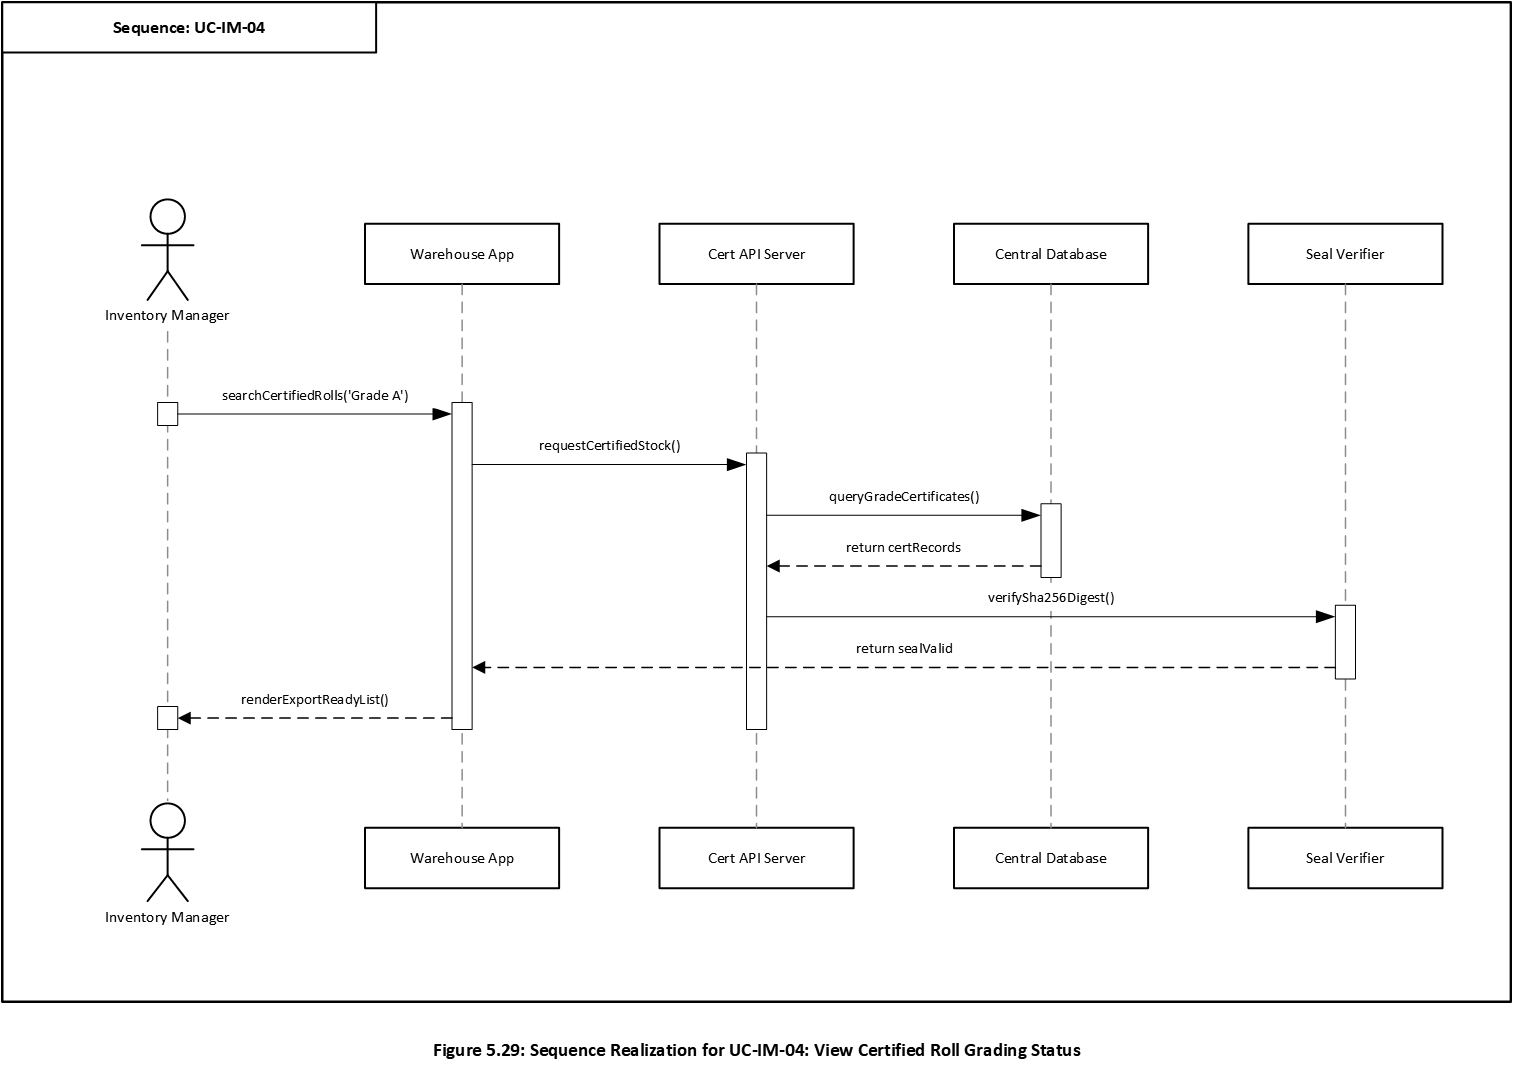 Sequence: UC-IM-04
Inventory Manager
Warehouse App
Cert API Server
Central Database
Seal Verifier
searchCertifiedRolls('Grade A')
requestCertifiedStock()
queryGradeCertificates()
return certRecords
verifySha256Digest()
return sealValid
renderExportReadyList()
Inventory Manager
Warehouse App
Cert API Server
Central Database
Seal Verifier
Figure 5.29: Sequence Realization for UC-IM-04: View Certified Roll Grading Status